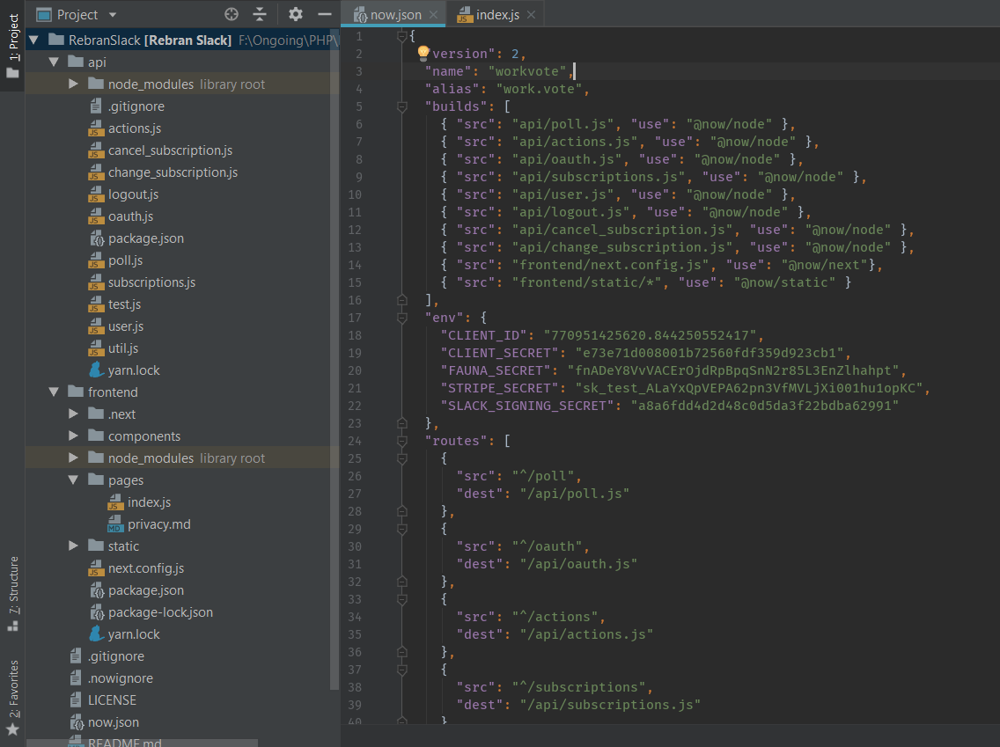 Project
now.json
index.js
1: Project
7: Structure
2: Favorites
RebranSlack [Rebran Slack] F:\Ongoing\PHP\
api
node_modules library root
.gitignore
actions.js
cancel_subscription.js
change_subscription.js
logout.js
oauth.js
package.json
poll.js
subscriptions.js
test.js
user.js
util.js
yarn.lock
frontend
.next
components
node_modules library root
pages
index.js
privacy.md
static
next.config.js
package.json
package-lock.json
yarn.lock
.gitignore
.nowignore
LICENSE
now.json
README.md
1 {
2 version": 2,
3 "name": "workvote",
4 "alias": "work.vote",
5 "builds": [
6 { "src": "api/poll.js", "use": "@now/node" },
7 { "src": "api/actions.js", "use": "@now/node" },
8 { "src": "api/oauth.js", "use": "@now/node" },
9 { "src": "api/subscriptions.js", "use": "@now/node" },
10 { "src": "api/user.js", "use": "@now/node" },
11 { "src": "api/logout.js", "use": "@now/node" },
12 { "src": "api/cancel_subscription.js", "use": "@now/node" },
13 { "src": "api/change_subscription.js", "use": "@now/node" },
14 { "src": "frontend/next.config.js", "use": "@now/next"},
15 { "src": "frontend/static/*", "use": "@now/static" }
16 ],
17 "env": {
18 "CLIENT_ID": "770951425620.844250552417",
19 "CLIENT_SECRET": "e73e71d008001b72560fdf359d923cb1",
20 "FAUNA_SECRET": "fnADeY8VvVACErOjdRpBpqSnN2r85L3EnZlhahpt",
21 "STRIPE_SECRET": "sk_test_ALaYxQpVEPA62pn3VfMVLjXi001hu1opKC",
22 "SLACK_SIGNING_SECRET": "a8a6fdd4d2d48c0d5da3f22bdba62991"
23 },
24 "routes": [
25 {
26 "src": "^/poll",
27 "dest": "/api/poll.js"
28 },
29 {
30 "src": "^/oauth",
31 "dest": "/api/oauth.js"
32 },
33 {
34 "src": "^/actions",
35 "dest": "/api/actions.js"
36 },
37 {
38 "src": "^/subscriptions",
39 "dest": "/api/subscriptions.js"
40 }